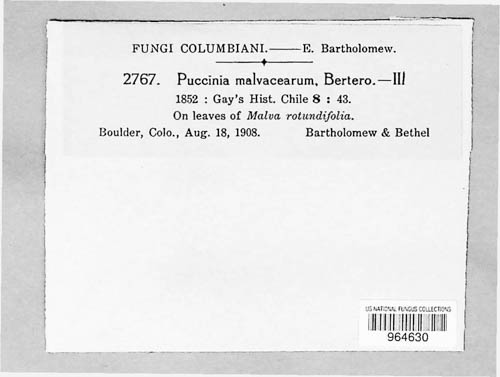 FUNGI COLUMBIANI.——E. Bartholomew.
2767. Puccinia malvacearum, Bertero.—III
1852 : Gay's Hist. Chile 8 : 43.
On leaves of Malva rotundifolia.
Boulder, Colo., Aug. 18, 1908. Bartholomew & Bethel
US NATIONAL FUNGUS COLLECTIONS
964630